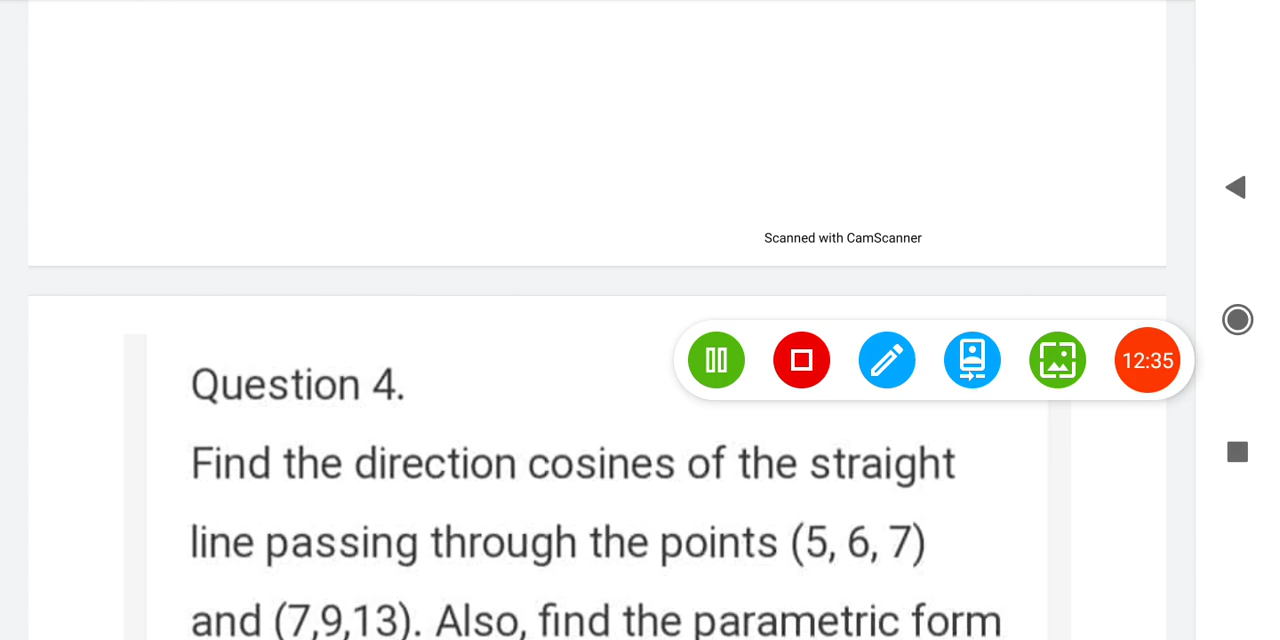 Scanned with CamScanner
12:35
Question 4.
Find the direction cosines of the straight
line passing through the points (5, 6, 7)
and (7,9,13). Also, find the parametric form